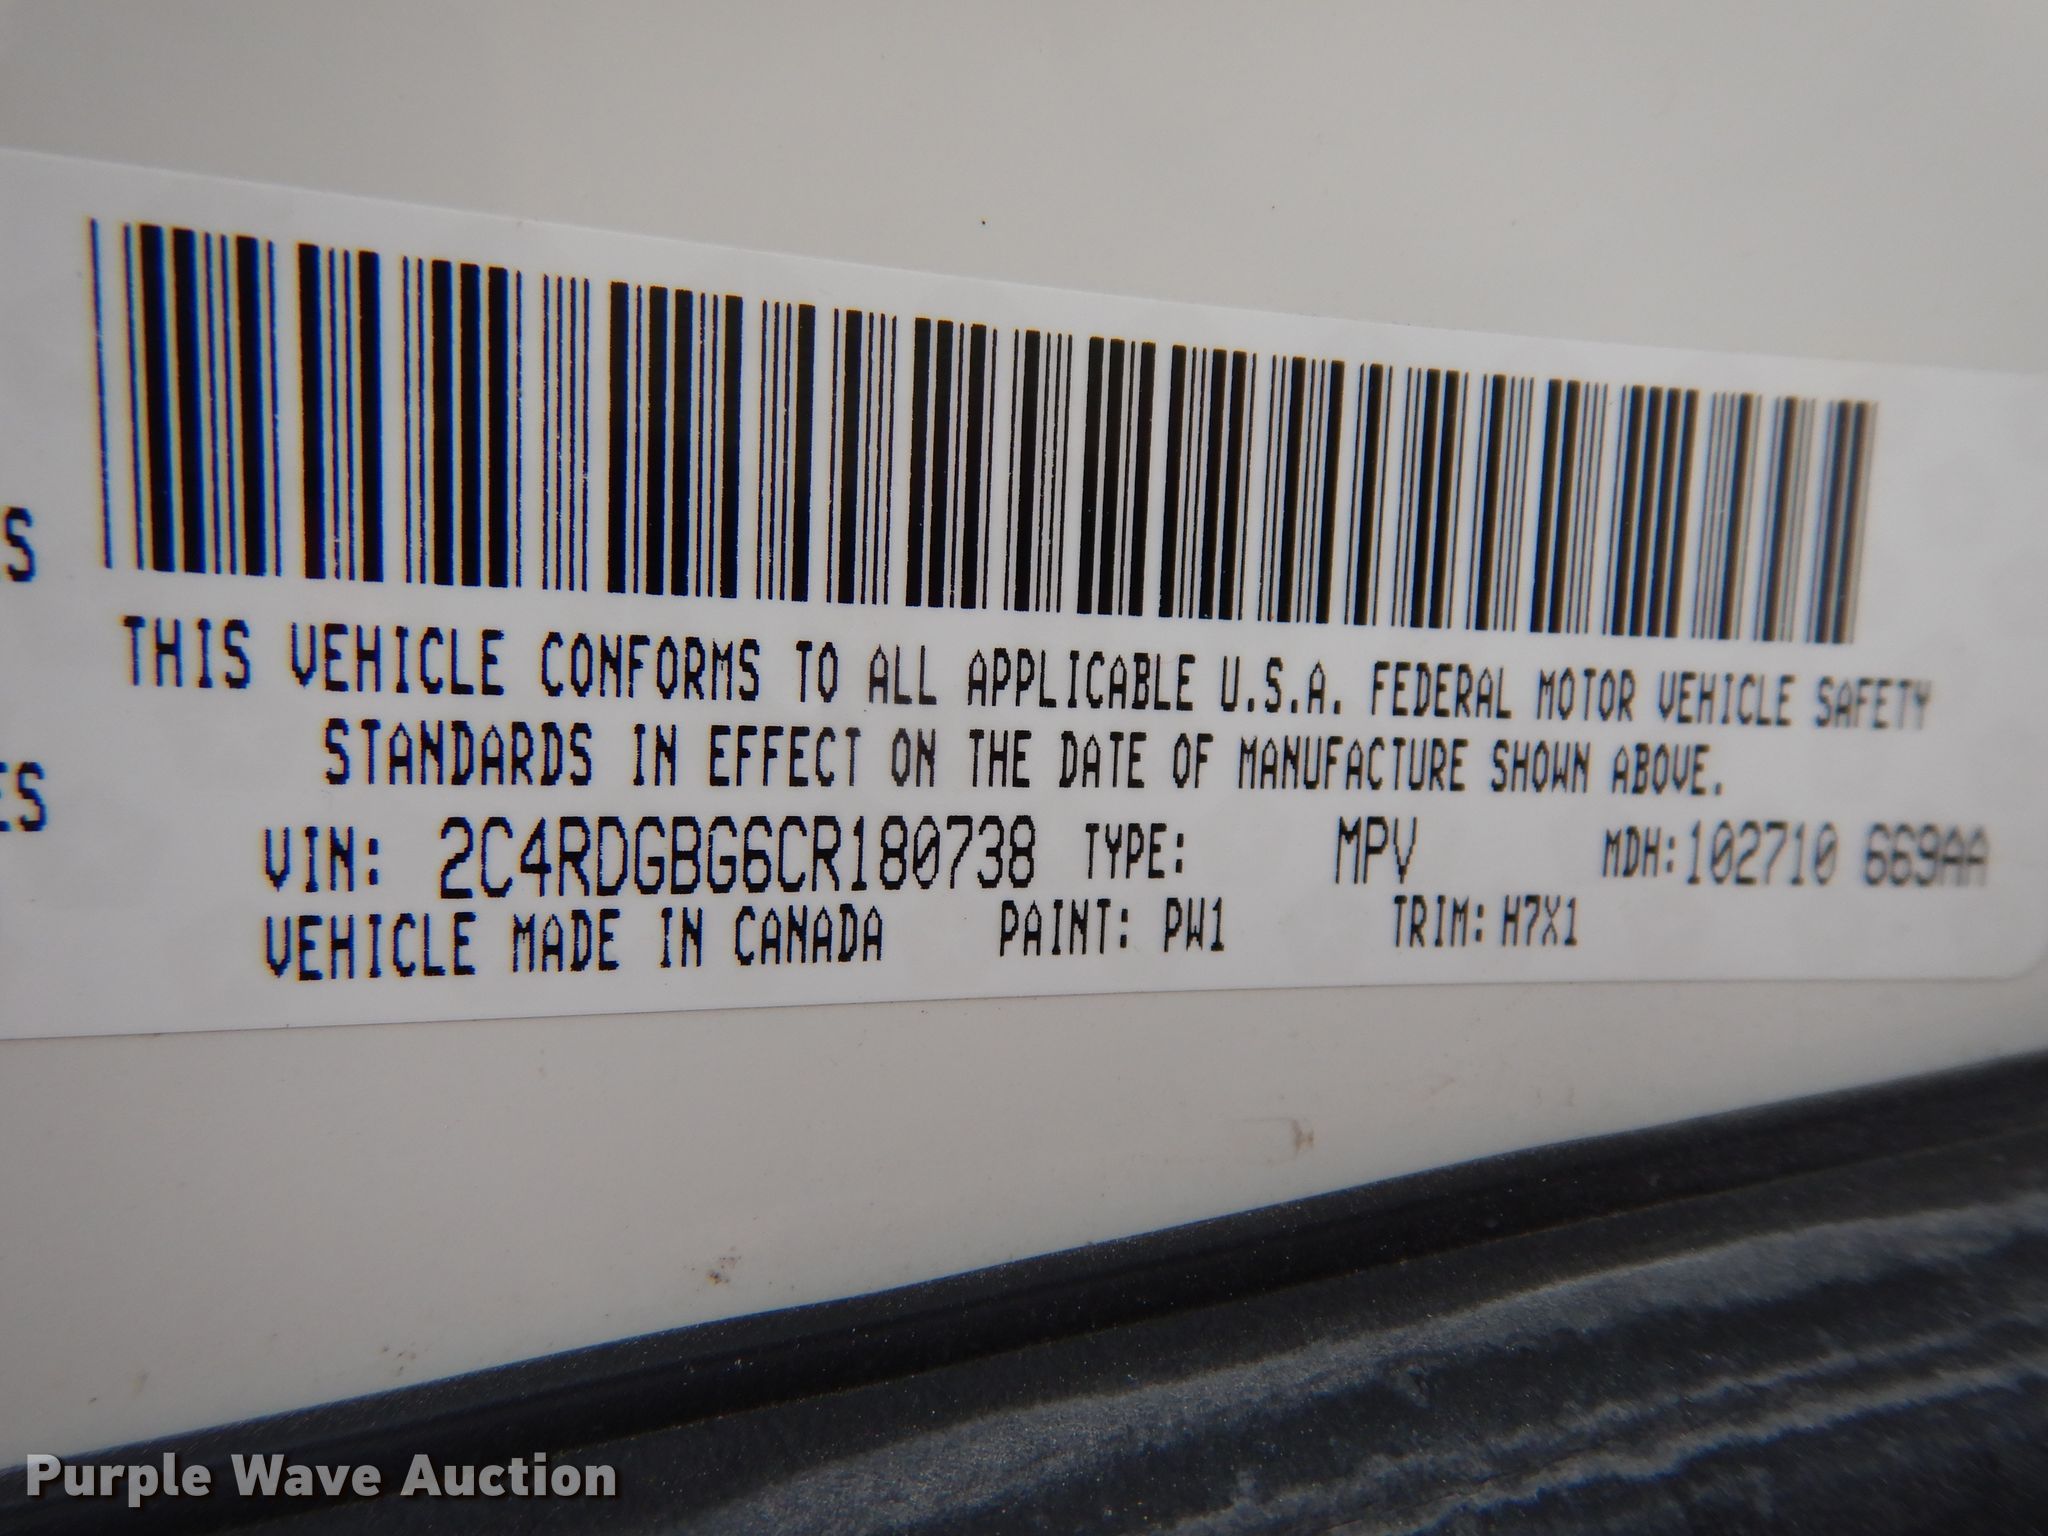 S
ES
THIS VEHICLE CONFORMS TO ALL APPLICABLE U.S.A. FEDERAL MOTOR VEHICLE SAFETY
STANDARDS IN EFFECT ON THE DATE OF MANUFACTURE SHOWN ABOVE.
VIN: 2C4RDGBG6CR180738 TYPE: MPV MDH:102710 669AA
VEHICLE MADE IN CANADA PAINT: PW1 TRIM: H7X1
Purple Wave Auction